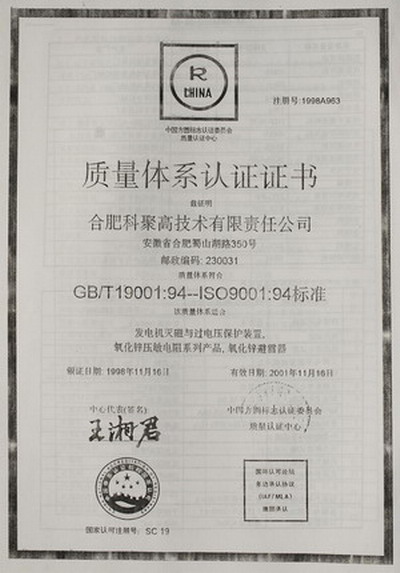 R
CHINA
注册号:1998A963
中国方圆标志认证委员会
质量认证中心
质量体系认证证书
兹证明
合肥科聚高技术有限责任公司
安徽省合肥蜀山湖路350号
邮政编码: 230031
质量体系符合
GB/T19001:94--ISO9001:94标准
该质量体系适合
发电机灭磁与过电压保护装置,
氧化锌压敏电阻系列产品, 氧化锌避雷器
颁证日期: 1998年11月16日
有效日期: 2001年11月16日
中心代表(签名)
王湘君
中国方圆标志认证委员会
质量认证中心
国际认可论坛
多边承认协议
(IAF/MLA)
集团承认
国家认可注册号: SC 19